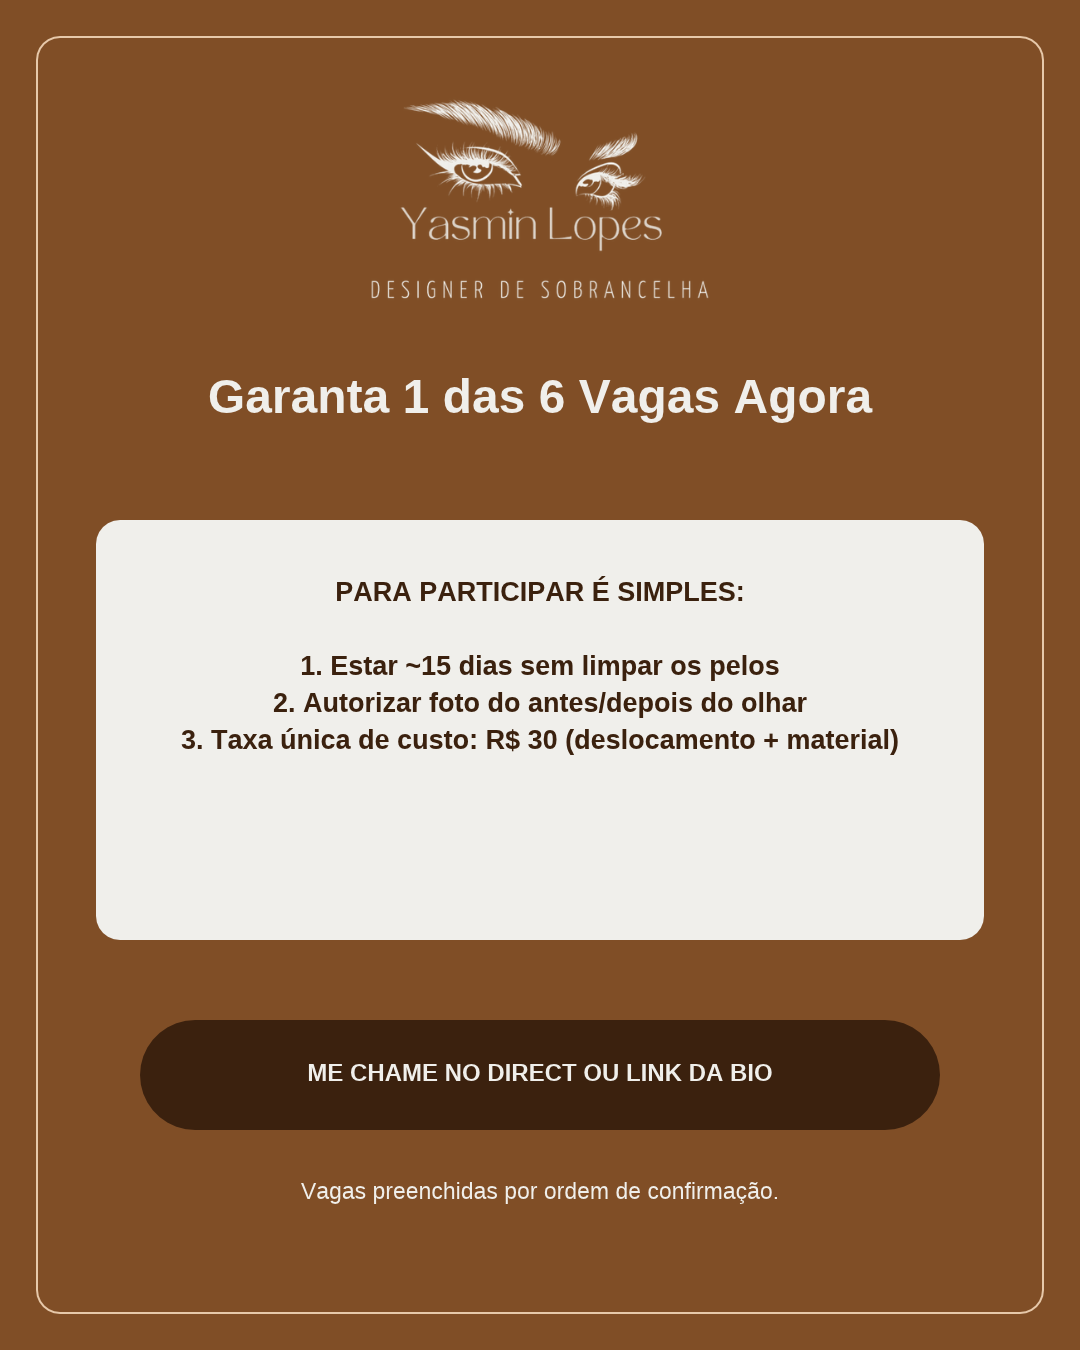 Yasmin Lopes
DESIGNER DE SOBRANCELHA
Garanta 1 das 6 Vagas Agora
PARA PARTICIPAR É SIMPLES:
1. Estar ~15 dias sem limpar os pelos
2. Autorizar foto do antes/depois do olhar
3. Taxa única de custo: R$ 30 (deslocamento + material)
ME CHAME NO DIRECT OU LINK DA BIO
Vagas preenchidas por ordem de confirmação.